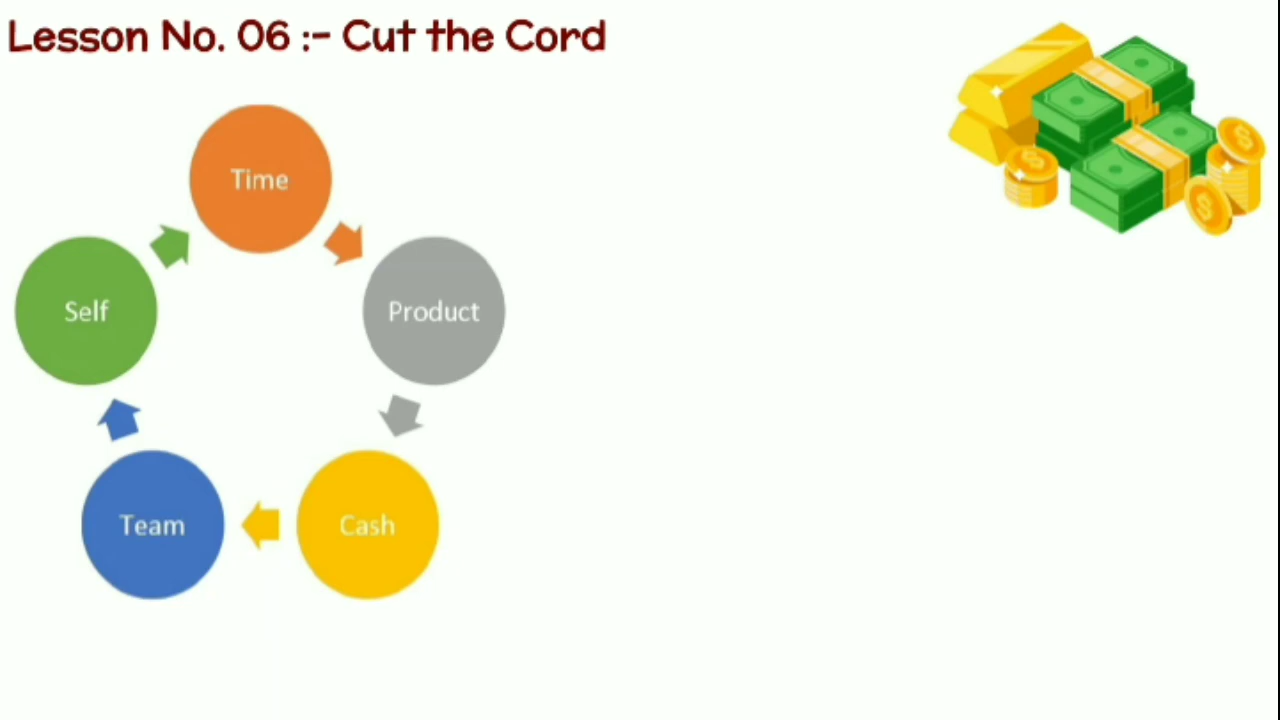 Lesson No. 06 :- Cut the Cord
Time
Product
Cash
Team
Self